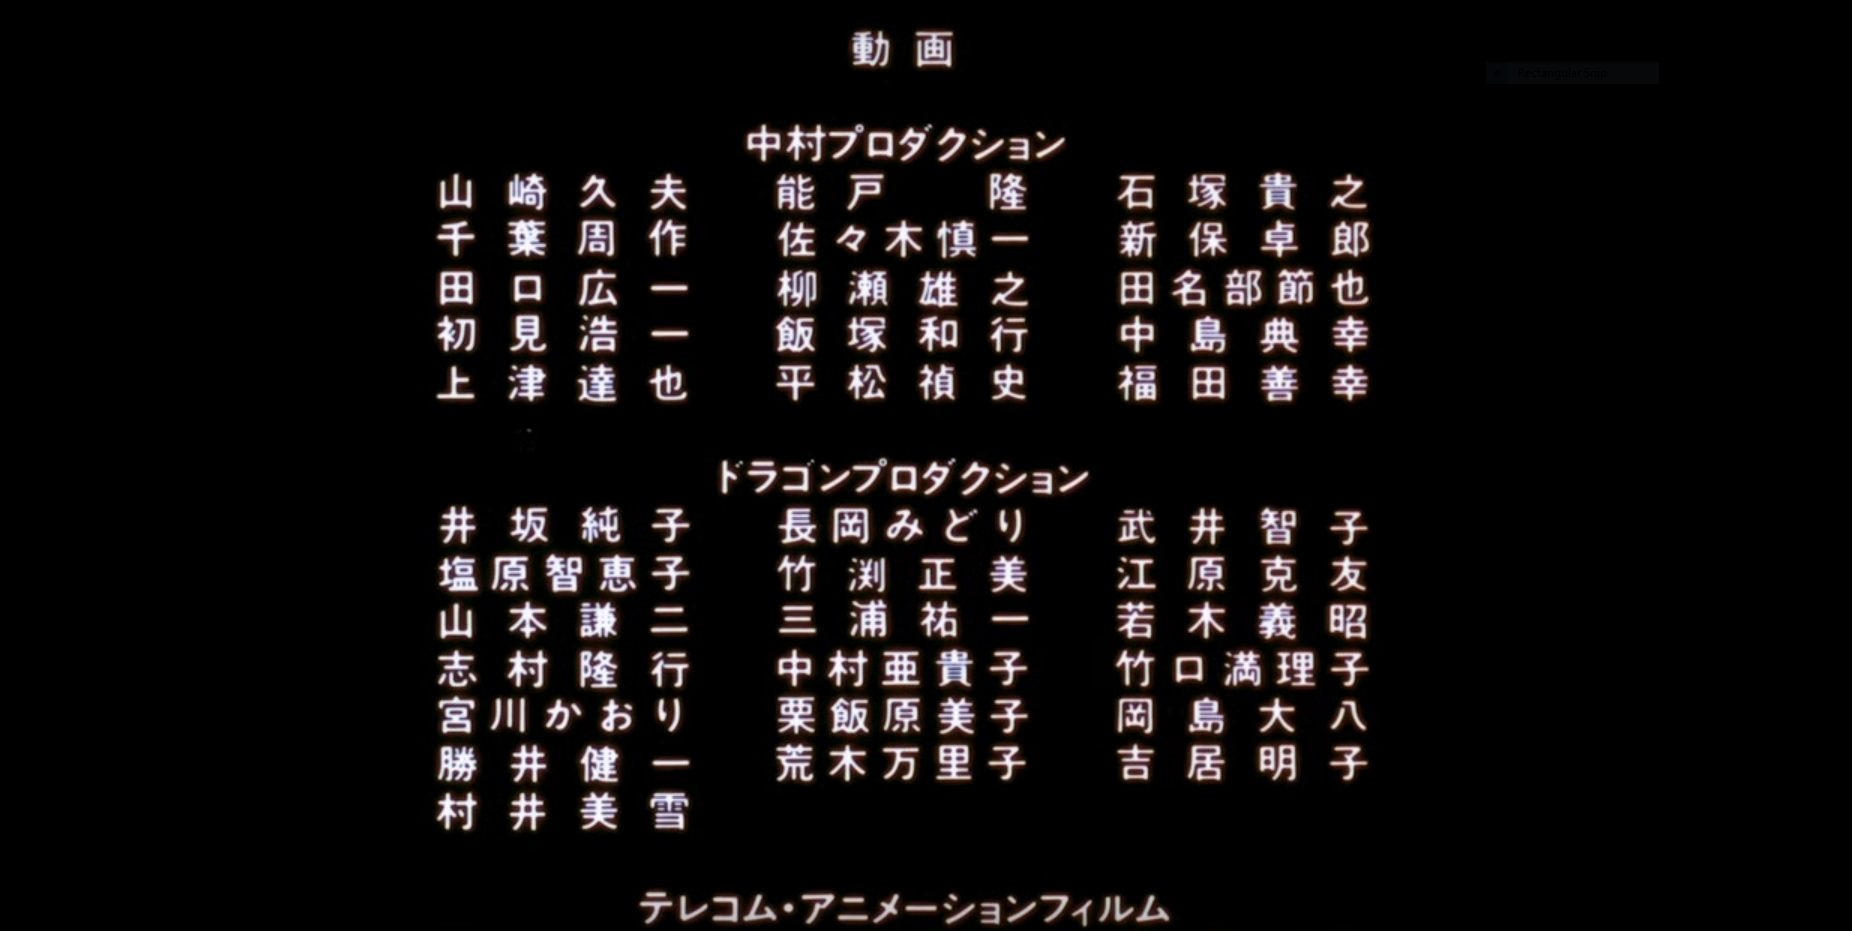 動画
中村プロダクション
山崎久夫 能戸隆 石塚貴之
千葉周作 佐々木慎一 新保卓郎
田口広一 柳瀬雄之 田名部節也
初見浩一 飯塚和行 中島典幸
上津達也 平松禎史 福田善幸
ドラゴンプロダクション
井坂純子 長岡みどり 武井智子
塩原智恵子 竹渕正美 江原克友
山本謙二 三浦祐一 若木義昭
志村隆行 中村亜貴子 竹口満理子
宮川かおり 栗飯原美子 岡島大八
勝井健一 荒木万里子 吉居明子
村井美雪
テレコム・アニメーションフィルム